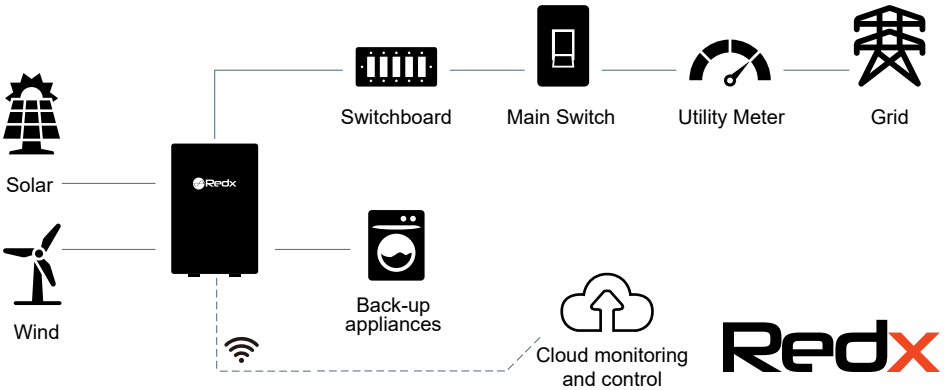 Switchboard
Main Switch
Utility Meter
Grid
Solar
Redx
Wind
Back-up
appliances
Cloud monitoring
and control
Redx